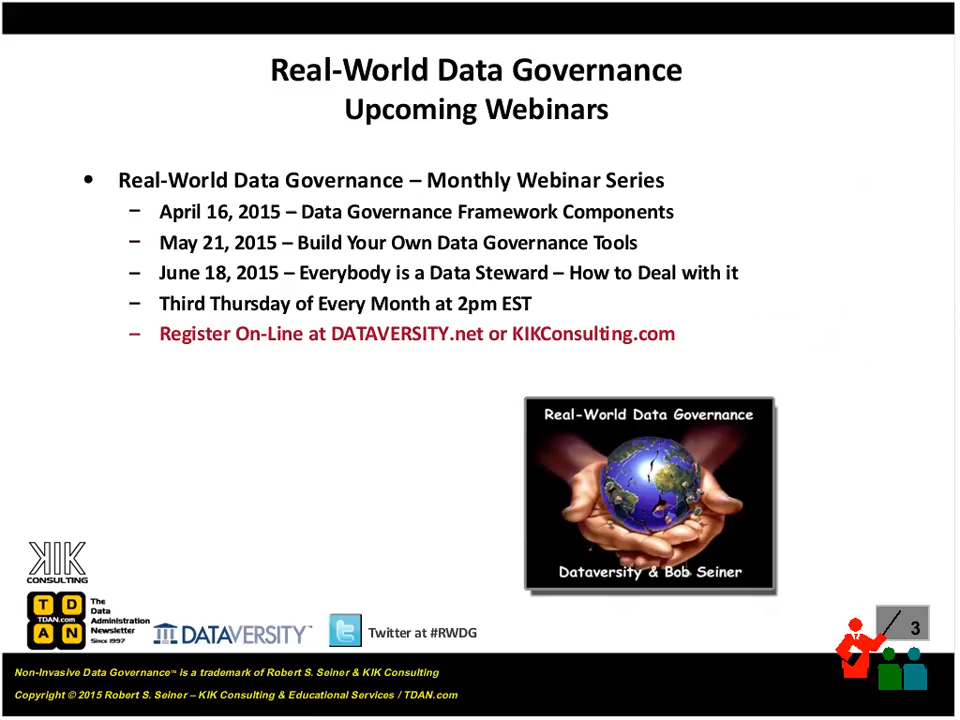 Real-World Data Governance
Upcoming Webinars
• Real-World Data Governance – Monthly Webinar Series
– April 16, 2015 – Data Governance Framework Components
– May 21, 2015 – Build Your Own Data Governance Tools
– June 18, 2015 – Everybody is a Data Steward – How to Deal with it
– Third Thursday of Every Month at 2pm EST
– Register On-Line at DATAVERSITY.net or KIKConsulting.com
Real-World Data Governance
Dataversity & Bob Seiner
KIK
CONSULTING
T D
TDAN.com
A N
The
Data
Administration
Newsletter
Since 1997
DATAVERSITY™
Twitter at #RWDG
3
Non-Invasive Data Governance™ is a trademark of Robert S. Seiner & KIK Consulting
Copyright © 2015 Robert S. Seiner – KIK Consulting & Educational Services / TDAN.com